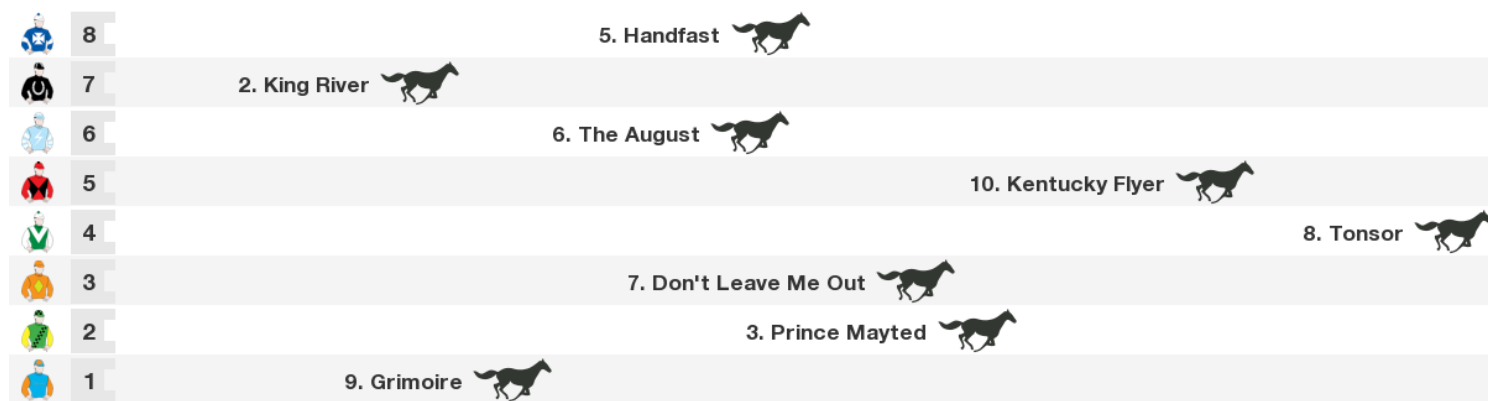 8 5. Handfast
7 2. King River
6 6. The August
5 10. Kentucky Flyer
4 8. Tonsor
3 7. Don't Leave Me Out
2 3. Prince Mayted
1 9. Grimoire